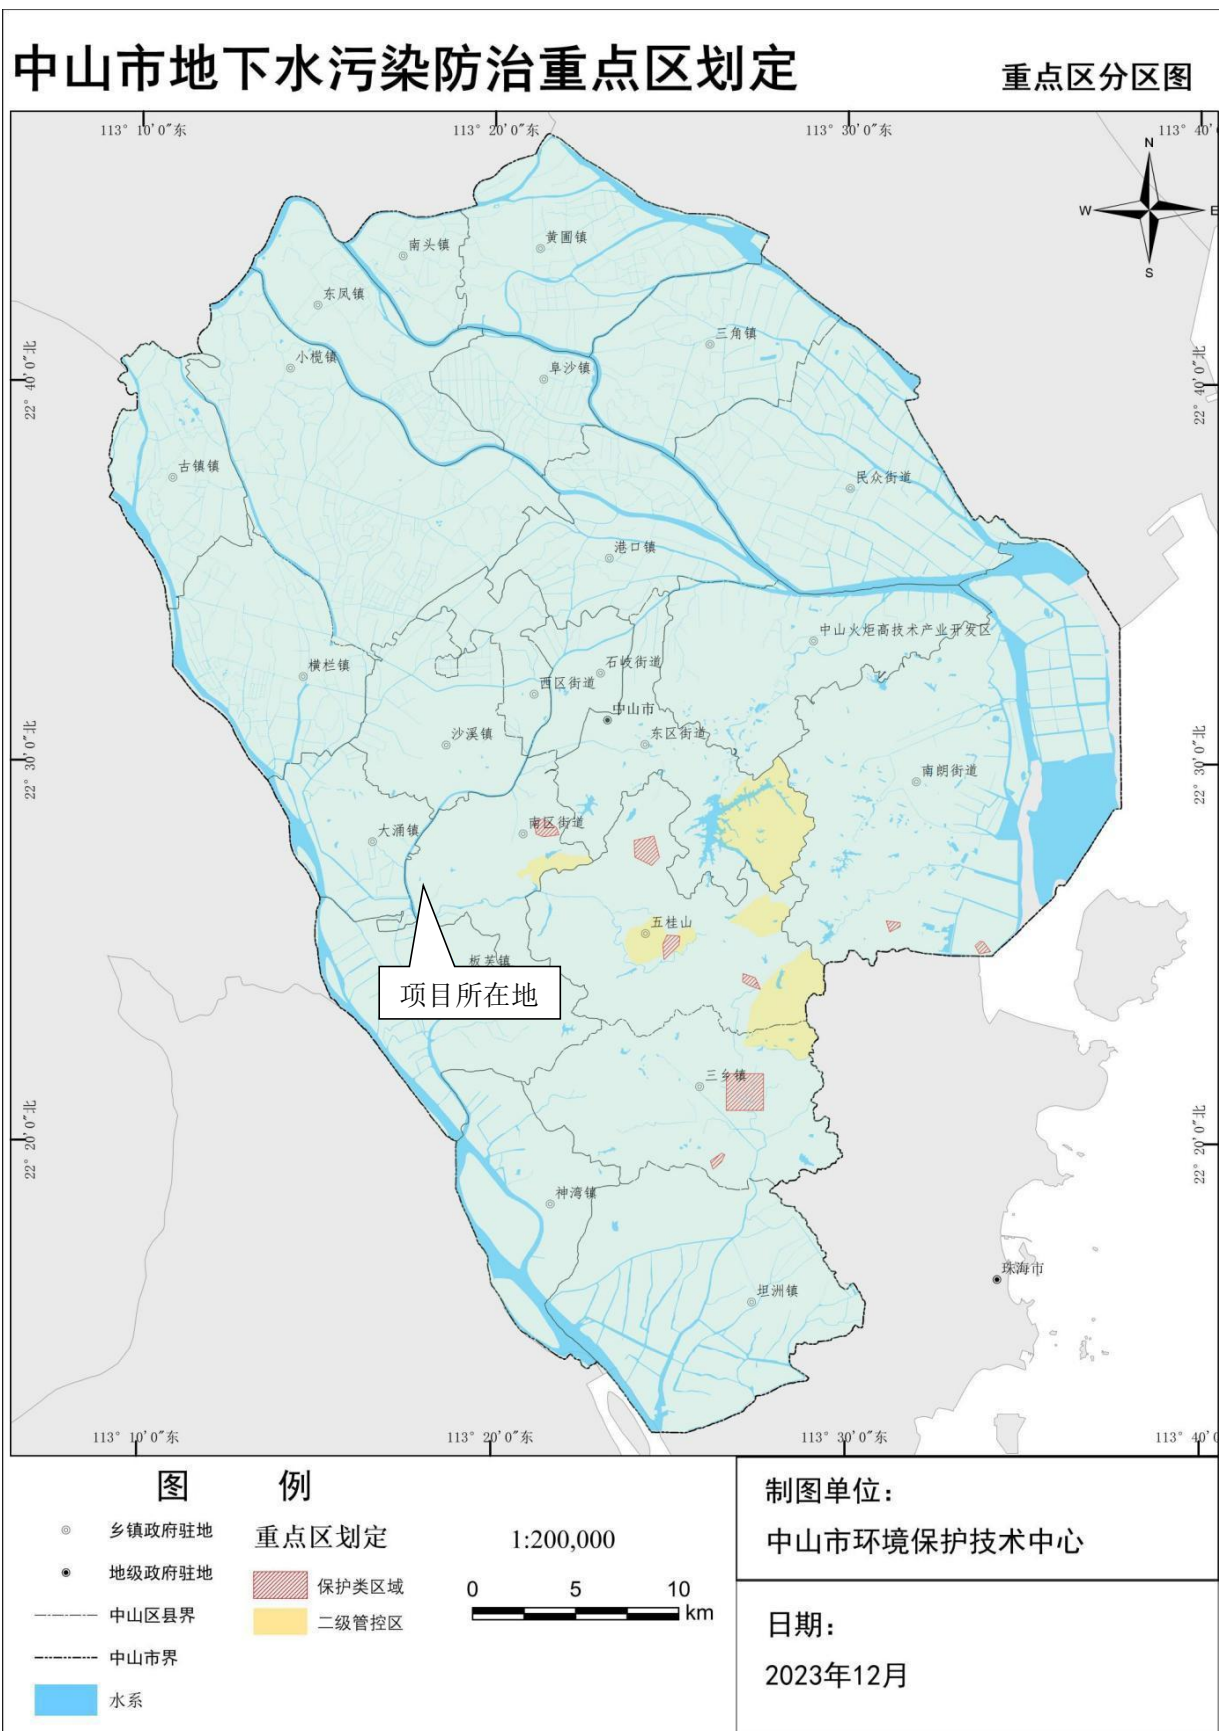 中山市地下水污染防治重点区划定
重点区分区图
113° 10'0"东
113° 20'0"东
113° 30'0"东
113° 40'0
N
W
E
S
黄圃镇
南头镇
东凤镇
三角镇
小榄镇
阜沙镇
22° 40'0"北
22° 40'0"北
古镇镇
民众街道
港口镇
中山火炬高技术产业开发区
横栏镇
石岐街道
西区街道
中山市
沙溪镇
东区街道
22° 30'0"北
22° 30'0"北
南朗街道
大涌镇
南区街道
五桂山
板芙镇
项目所在地
三乡镇
22° 20'0"北
22° 20'0"北
神湾镇
珠海市
坦洲镇
113° 10'0"东
113° 20'0"东
113° 30'0"东
113° 40'0
图 例
乡镇政府驻地
地级政府驻地
中山区县界
中山市界
水系
重点区划定
保护类区域
二级管控区
1:200,000
0 5 10
km
制图单位：
中山市环境保护技术中心
日期：
2023年12月